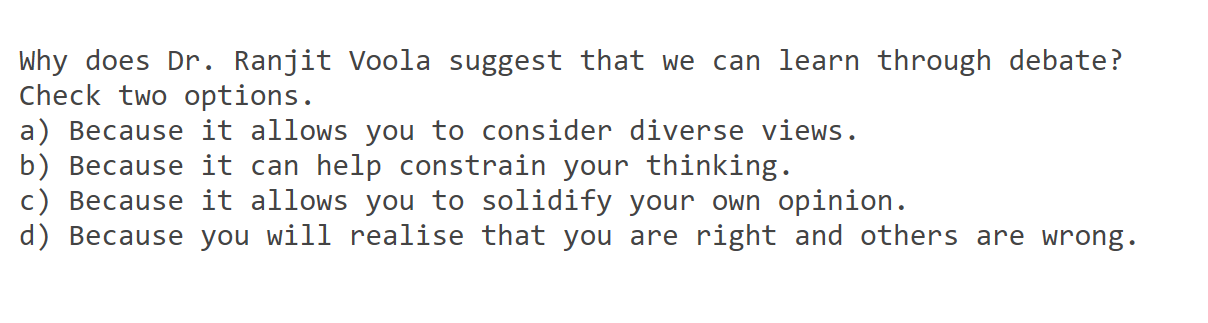 Why does Dr. Ranjit Voola suggest that we can learn through debate?
Check two options.
a) Because it allows you to consider diverse views.
b) Because it can help constrain your thinking.
c) Because it allows you to solidify your own opinion.
d) Because you will realise that you are right and others are wrong.